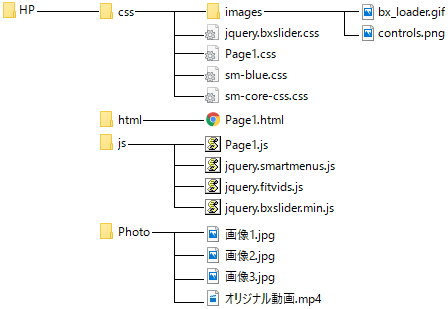 HP css images bx_loader.gif
jquery.bxslider.css controls.png
Page1.css
sm-blue.css
sm-core-css.css
html Page1.html
js Page1.js
jquery.smartmenus.js
jquery.fitvids.js
jquery.bxslider.min.js
Photo 画像1.jpg
画像2.jpg
画像3.jpg
オリジナル動画.mp4